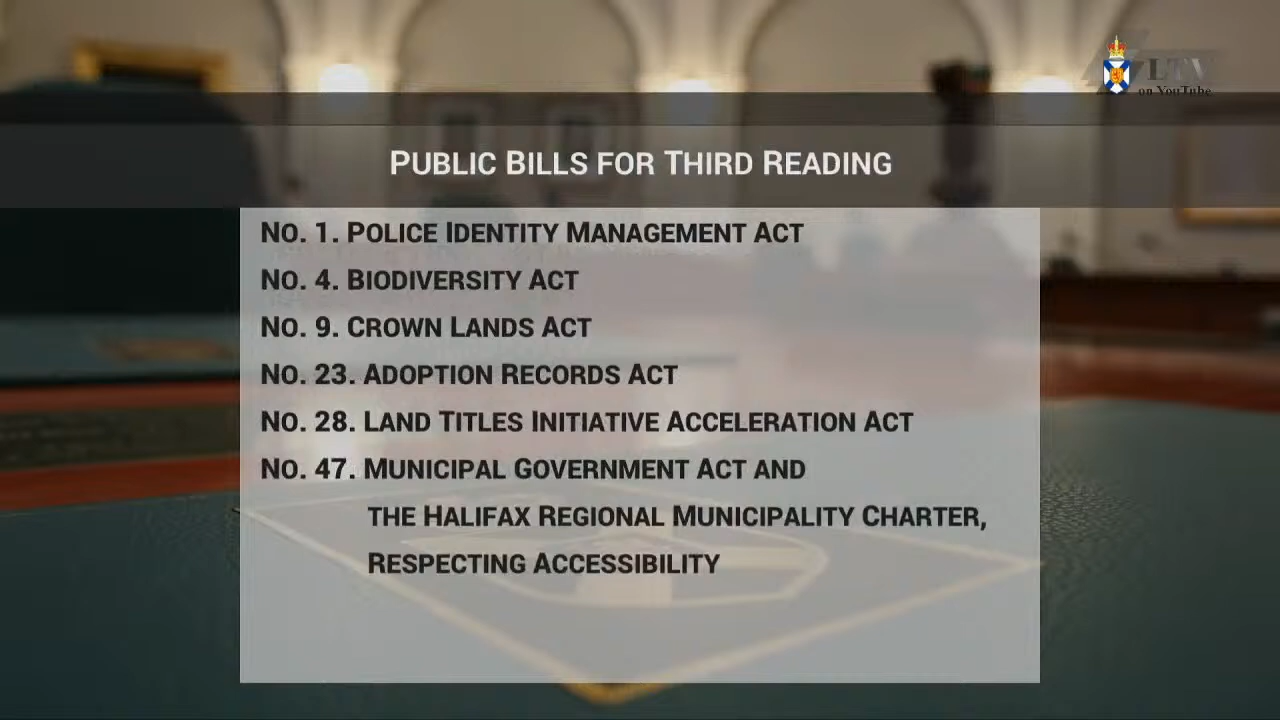 LTV
on YouTube
PUBLIC BILLS FOR THIRD READING
NO. 1. POLICE IDENTITY MANAGEMENT ACT
NO. 4. BIODIVERSITY ACT
NO. 9. CROWN LANDS ACT
NO. 23. ADOPTION RECORDS ACT
NO. 28. LAND TITLES INITIATIVE ACCELERATION ACT
NO. 47. MUNICIPAL GOVERNMENT ACT AND
THE HALIFAX REGIONAL MUNICIPALITY CHARTER,
RESPECTING ACCESSIBILITY